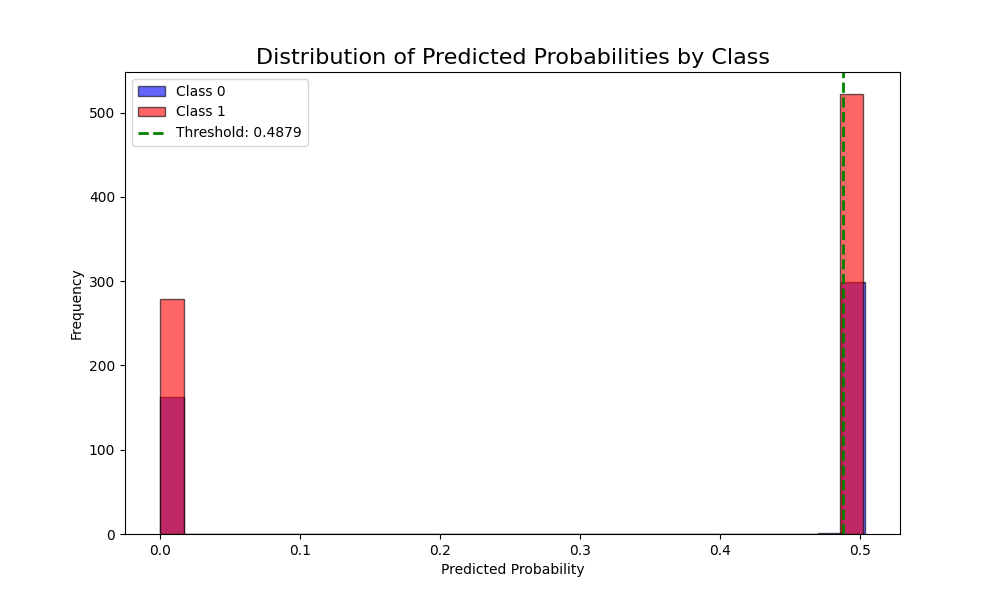 Distribution of Predicted Probabilities by Class
Class 0
Class 1
Threshold: 0.4879
500
400
300
200
100
0
Frequency
0.0 0.1 0.2 0.3 0.4 0.5
Predicted Probability